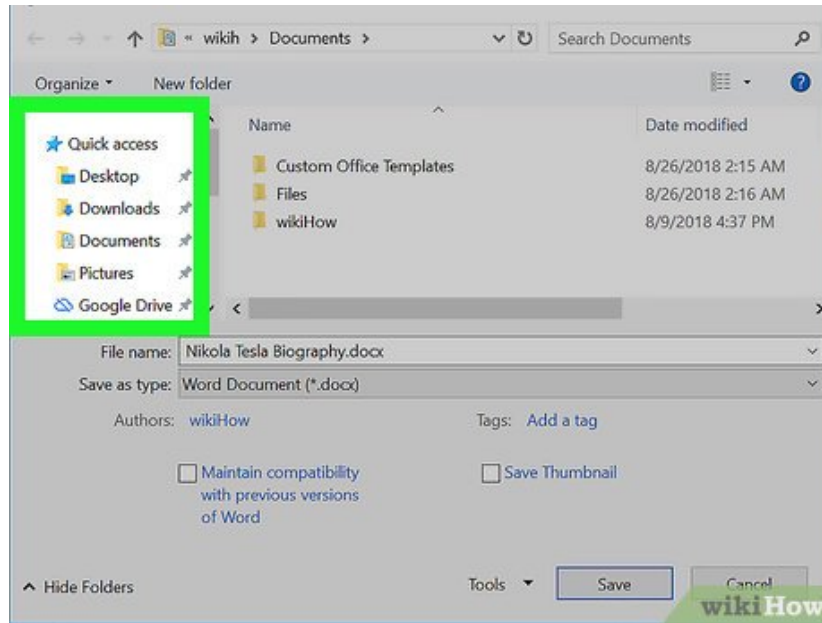 « wikih > Documents > Search Documents
Organize New folder
Quick access
Desktop
Downloads
Documents
Pictures
Google Drive
Name Date modified
Custom Office Templates 8/26/2018 2:15 AM
Files 8/26/2018 2:16 AM
wikiHow 8/9/2018 4:37 PM
File name: Nikola Tesla Biography.docx
Save as type: Word Document (*.docx)
Authors: wikiHow Tags: Add a tag
Maintain compatibility
with previous versions
of Word
Save Thumbnail
Hide Folders Tools Save Cancel
wikiHow